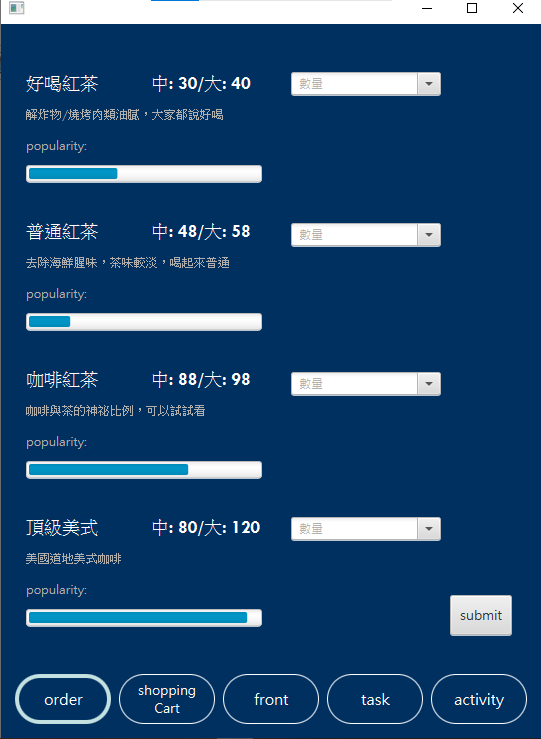 好喝紅茶 中: 30/大: 40 數量
解炸物/燒烤肉類油膩，大家都說好喝
popularity:
普通紅茶 中: 48/大: 58 數量
去除海鮮腥味，茶味較淡，喝起來普通
popularity:
咖啡紅茶 中: 88/大: 98 數量
咖啡與茶的神祕比例，可以試試看
popularity:
頂級美式 中: 80/大: 120 數量
美國道地美式咖啡
popularity:
submit
order shopping Cart front task activity